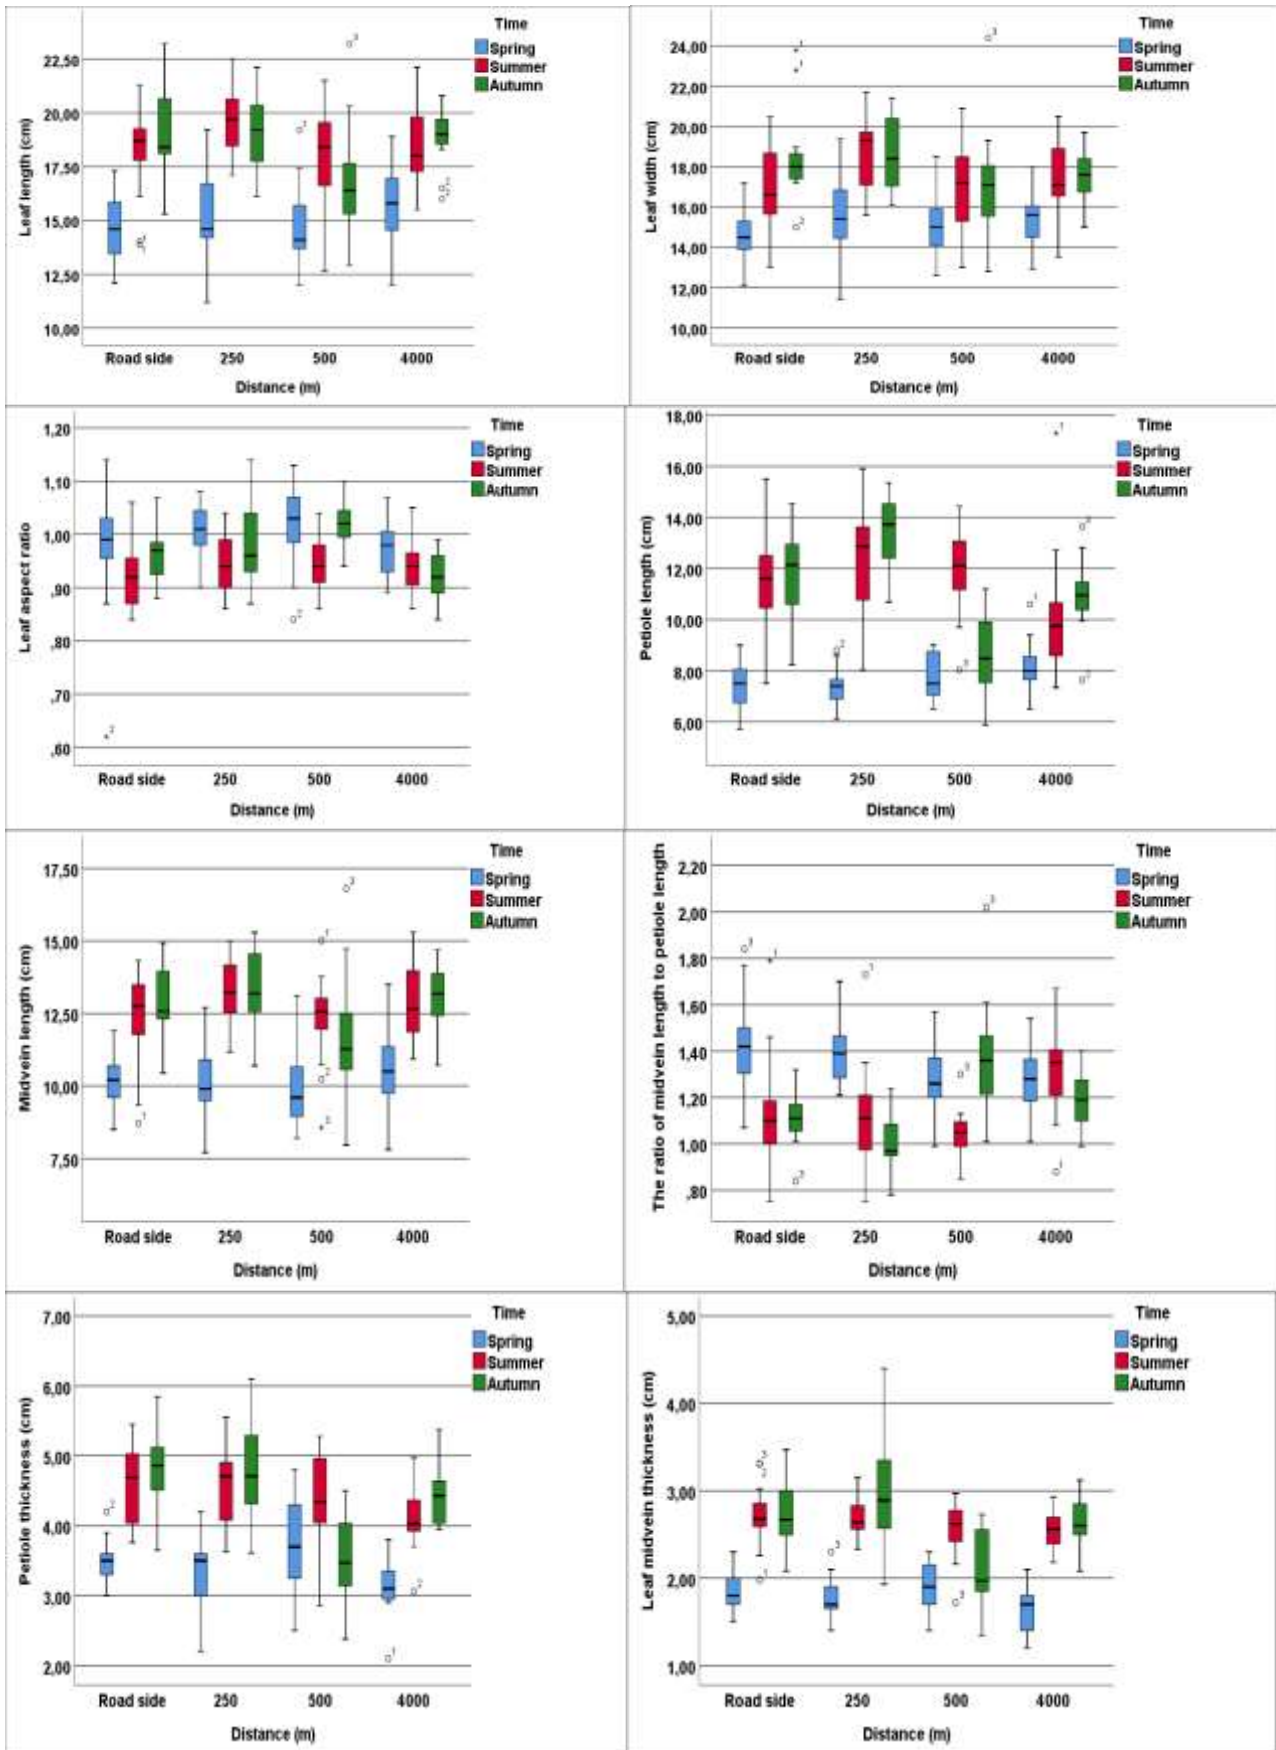 Time
Spring
Summer
Autumn
Leaf length (cm)
22,50
20,00
17,50
15,00
12,50
10,00
Road side 250 500 4000
Distance (m)
Time
Spring
Summer
Autumn
Leaf width (cm)
24,00
22,00
20,00
18,00
16,00
14,00
12,00
10,00
Road side 250 500 4000
Distance (m)
Time
Spring
Summer
Autumn
Leaf aspect ratio
1,20
1,10
1,00
,90
,80
,70
,60
Road side 250 500 4000
Distance (m)
Time
Spring
Summer
Autumn
Petiole length (cm)
18,00
16,00
14,00
12,00
10,00
8,00
6,00
Road side 250 500 4000
Distance (m)
Time
Spring
Summer
Autumn
Midvein length (cm)
17,50
15,00
12,50
10,00
7,50
Road side 250 500 4000
Distance (m)
Time
Spring
Summer
Autumn
The ratio of midvein length to petiole length
2,20
2,00
1,80
1,60
1,40
1,20
1,00
,80
Road side 250 500 4000
Distance (m)
Time
Spring
Summer
Autumn
Petiole thickness (cm)
7,00
6,00
5,00
4,00
3,00
2,00
Road side 250 500 4000
Distance (m)
Time
Spring
Summer
Autumn
Leaf midvein thickness (cm)
5,00
4,00
3,00
2,00
1,00
Road side 250 500 4000
Distance (m)